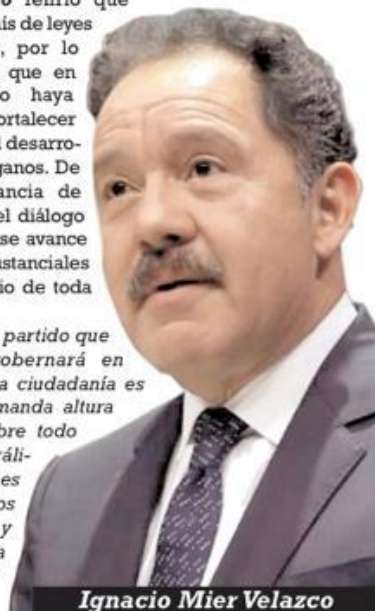 refirió que
ís de leyes
, por lo
que en
o haya
ortalecer
l desarro-
ganos. De
ancia de
el diálogo
se avance
ustanciales
io de toda
partido que
obernará en
a ciudadanía es
manda altura
bre todo
ráli-
es
os
y
a
Ignacio Mier Velazco